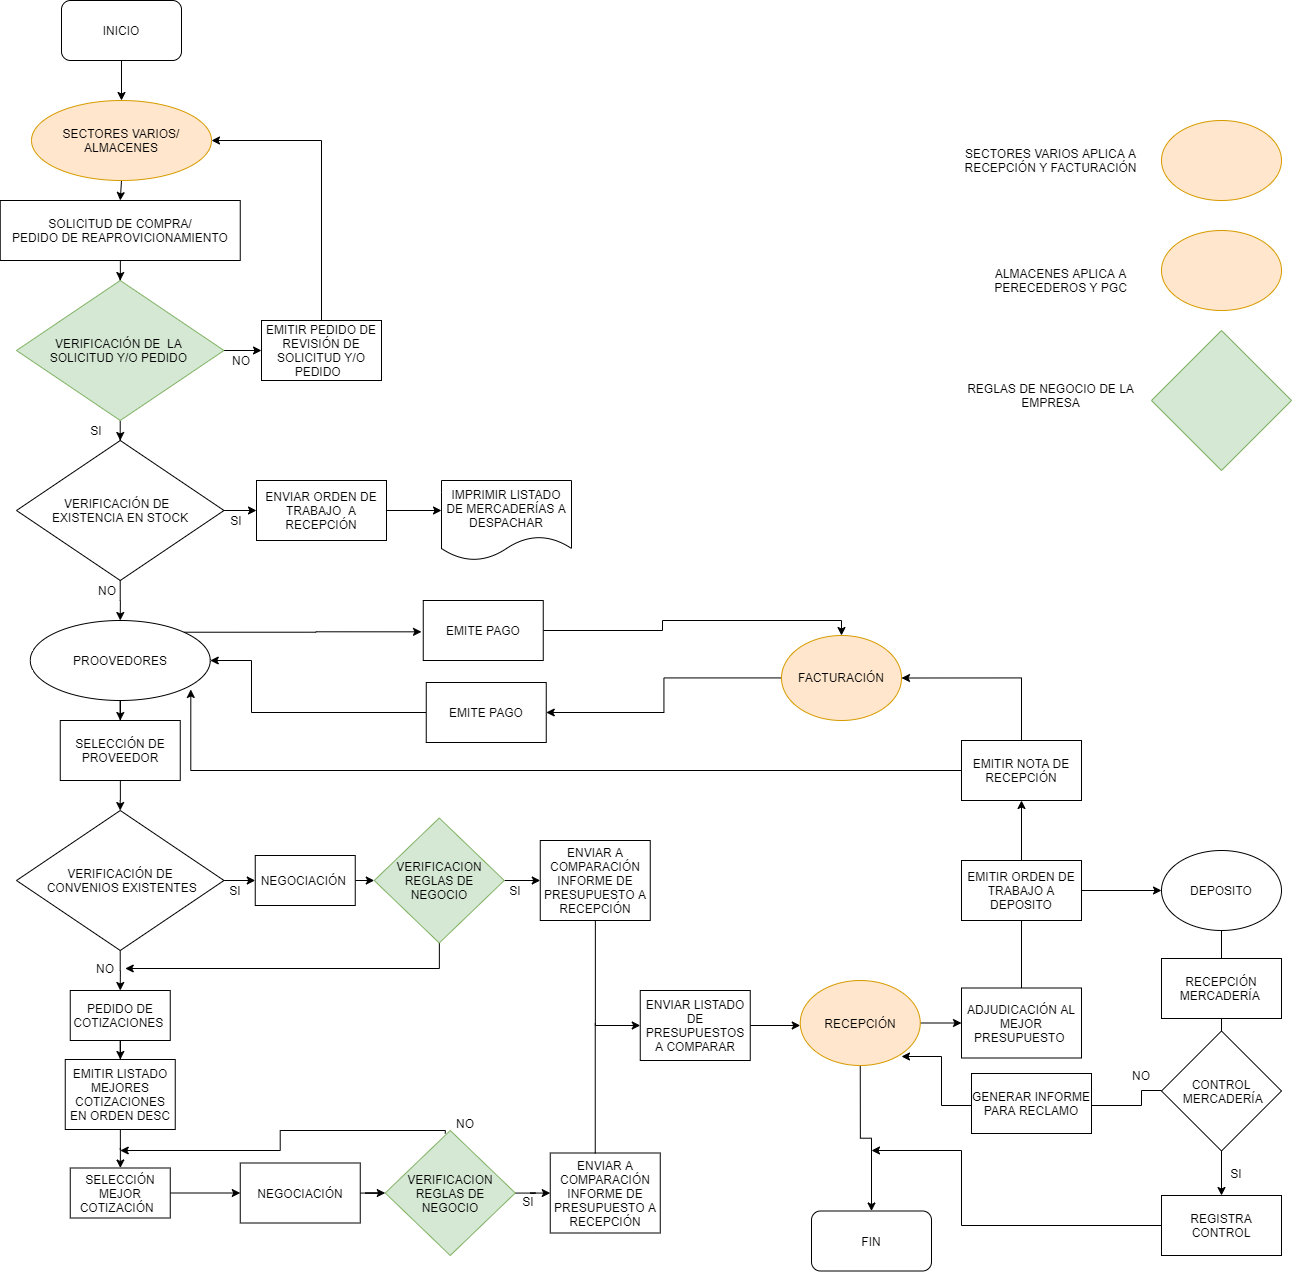 INICIO
SECTORES VARIOS/
ALMACENES
SECTORES VARIOS APLICA A
RECEPCIÓN Y FACTURACIÓN
SOLICITUD DE COMPRA/
PEDIDO DE REAPROVICIONAMIENTO
ALMACENES APLICA A
PERECEDEROS Y PGC
VERIFICACIÓN DE LA
SOLICITUD Y/O PEDIDO
NO
EMITIR PEDIDO DE
REVISIÓN DE
SOLICITUD Y/O
PEDIDO
REGLAS DE NEGOCIO DE LA
EMPRESA
SI
VERIFICACIÓN DE
EXISTENCIA EN STOCK
SI
ENVIAR ORDEN DE
TRABAJO A
RECEPCIÓN
IMPRIMIR LISTADO
DE MERCADERÍAS A
DESPACHAR
NO
PROOVEDORES
EMITE PAGO
FACTURACIÓN
EMITE PAGO
SELECCIÓN DE
PROVEEDOR
EMITIR NOTA DE
RECEPCIÓN
VERIFICACIÓN DE
CONVENIOS EXISTENTES
SI
NEGOCIACIÓN
VERIFICACION
REGLAS DE
NEGOCIO
SI
ENVIAR A
COMPARACIÓN
INFORME DE
PRESUPUESTO A
RECEPCIÓN
EMITIR ORDEN DE
TRABAJO A
DEPOSITO
DEPOSITO
NO
PEDIDO DE
COTIZACIONES
ENVIAR LISTADO
DE
PRESUPUESTOS
A COMPARAR
RECEPCIÓN
ADJUDICACIÓN AL
MEJOR
PRESUPUESTO
RECEPCIÓN
MERCADERÍA
EMITIR LISTADO
MEJORES
COTIZACIONES
EN ORDEN DESC
GENERAR INFORME
PARA RECLAMO
NO
CONTROL
MERCADERÍA
NO
SELECCIÓN
MEJOR
COTIZACIÓN
NEGOCIACIÓN
VERIFICACION
REGLAS DE
NEGOCIO
SI
ENVIAR A
COMPARACIÓN
INFORME DE
PRESUPUESTO A
RECEPCIÓN
SI
REGISTRA
CONTROL
FIN